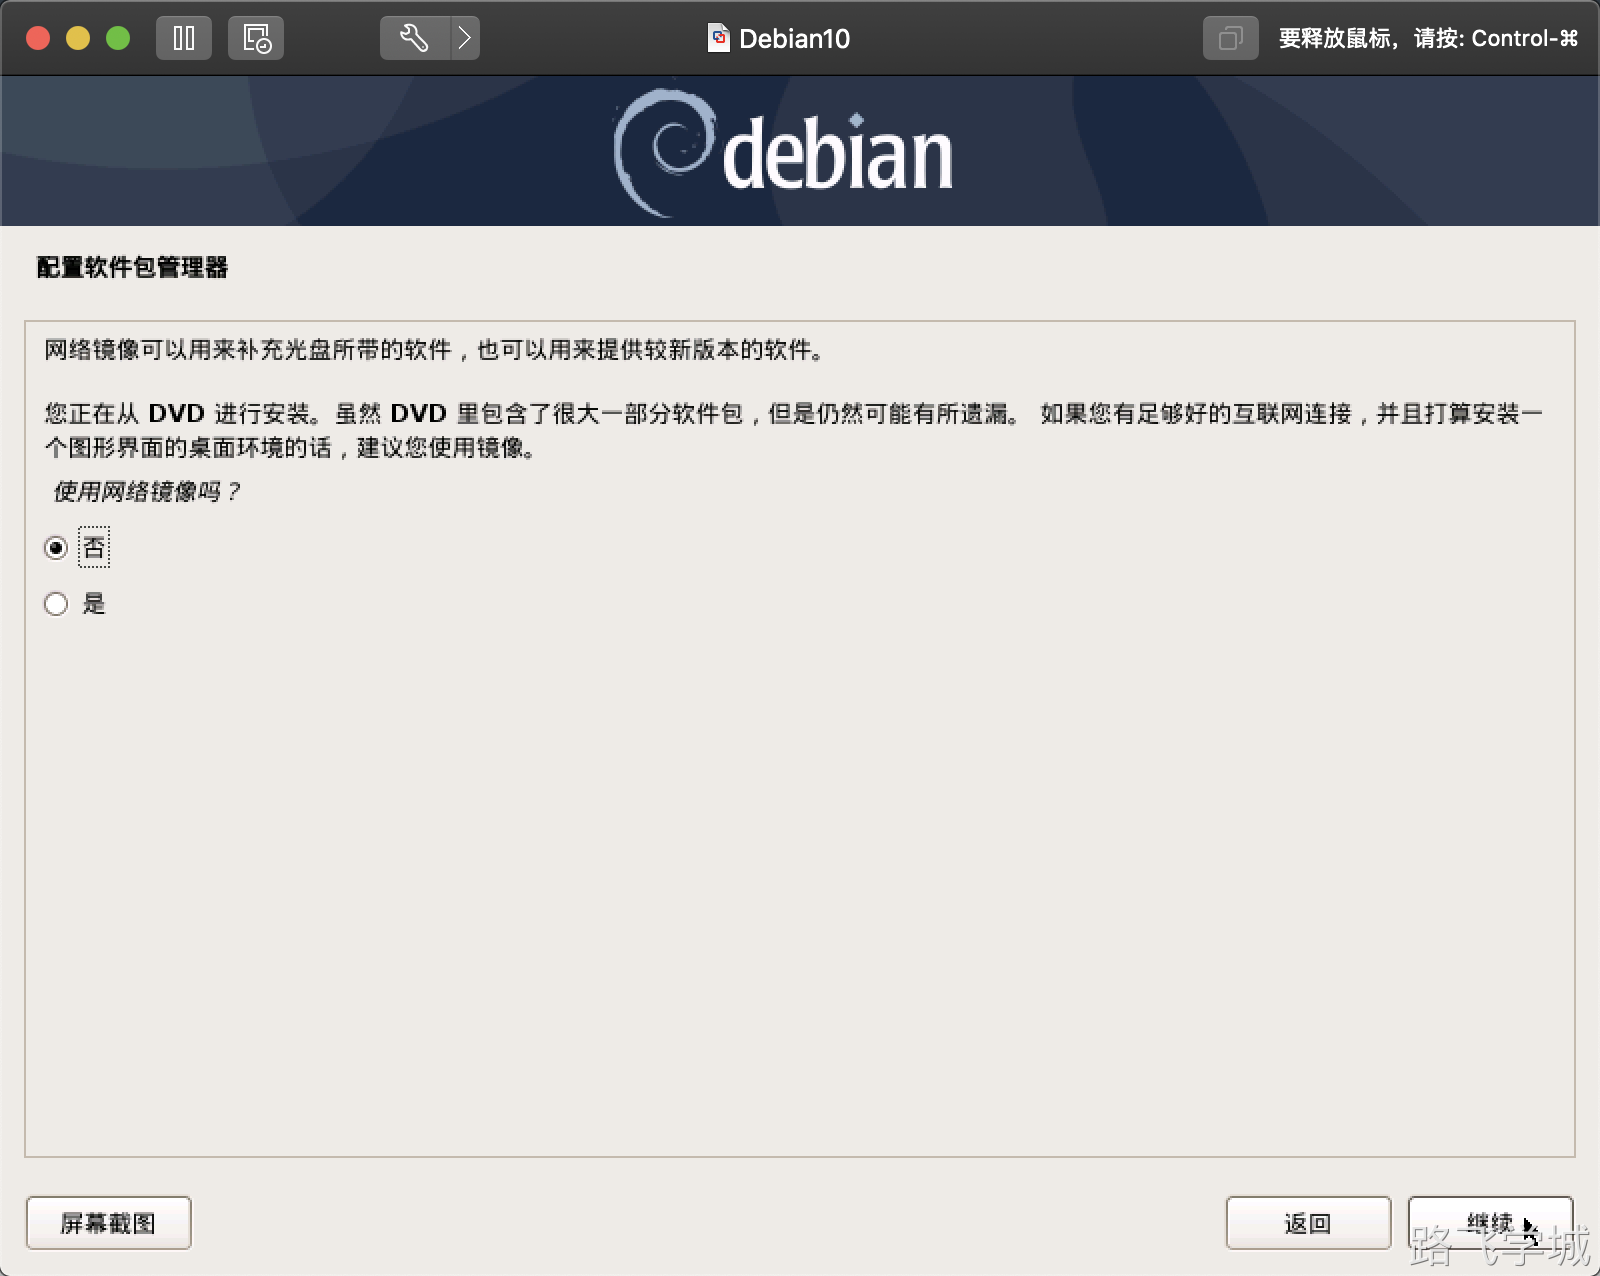 Debian10
要释放鼠标，请按: Control-⌘
debian
配置软件包管理器
网络镜像可以用来补充光盘所带的软件，也可以用来提供较新版本的软件。
您正在从 DVD 进行安装。虽然 DVD 里包含了很大一部分软件包，但是仍然可能有所遗漏。 如果您有足够好的互联网连接，并且打算安装一
个图形界面的桌面环境的话，建议您使用镜像。
使用网络镜像吗？
否
是
屏幕截图
返回
继续
路飞学城